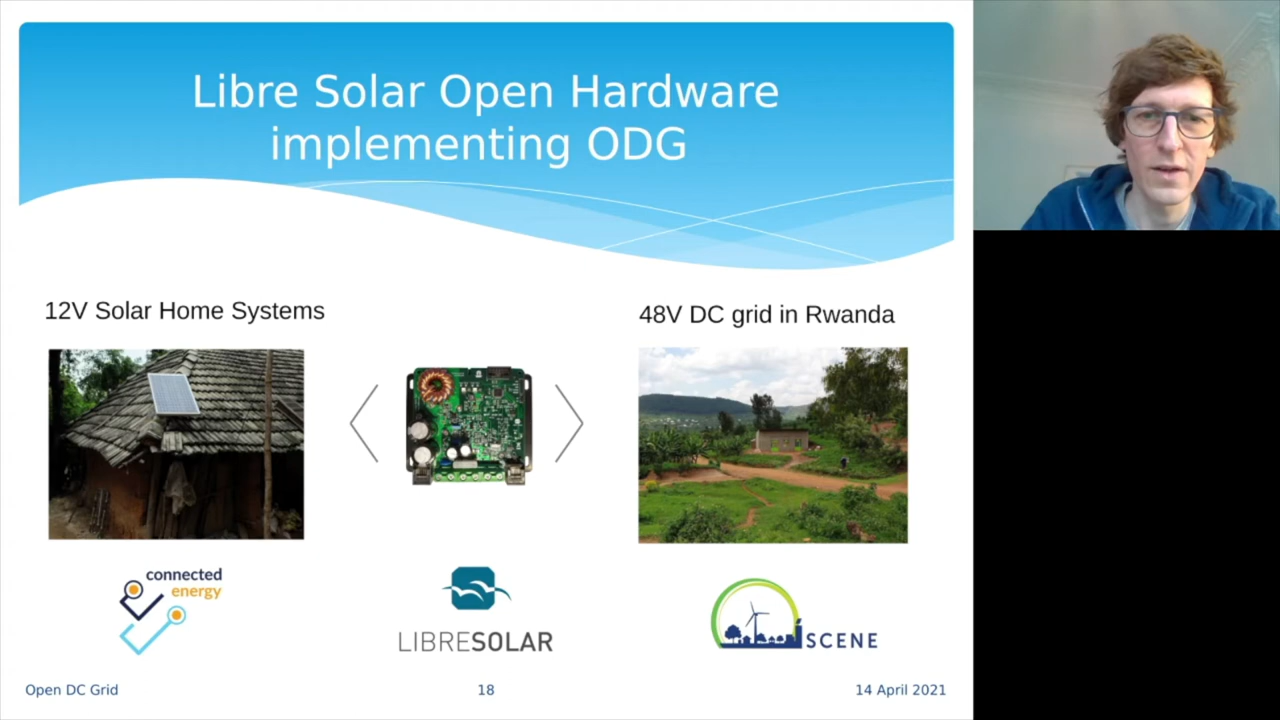 Libre Solar Open Hardware
implementing ODG
12V Solar Home Systems
48V DC grid in Rwanda
connected
energy
LIBRESOLAR
SCENE
Open DC Grid
18
14 April 2021